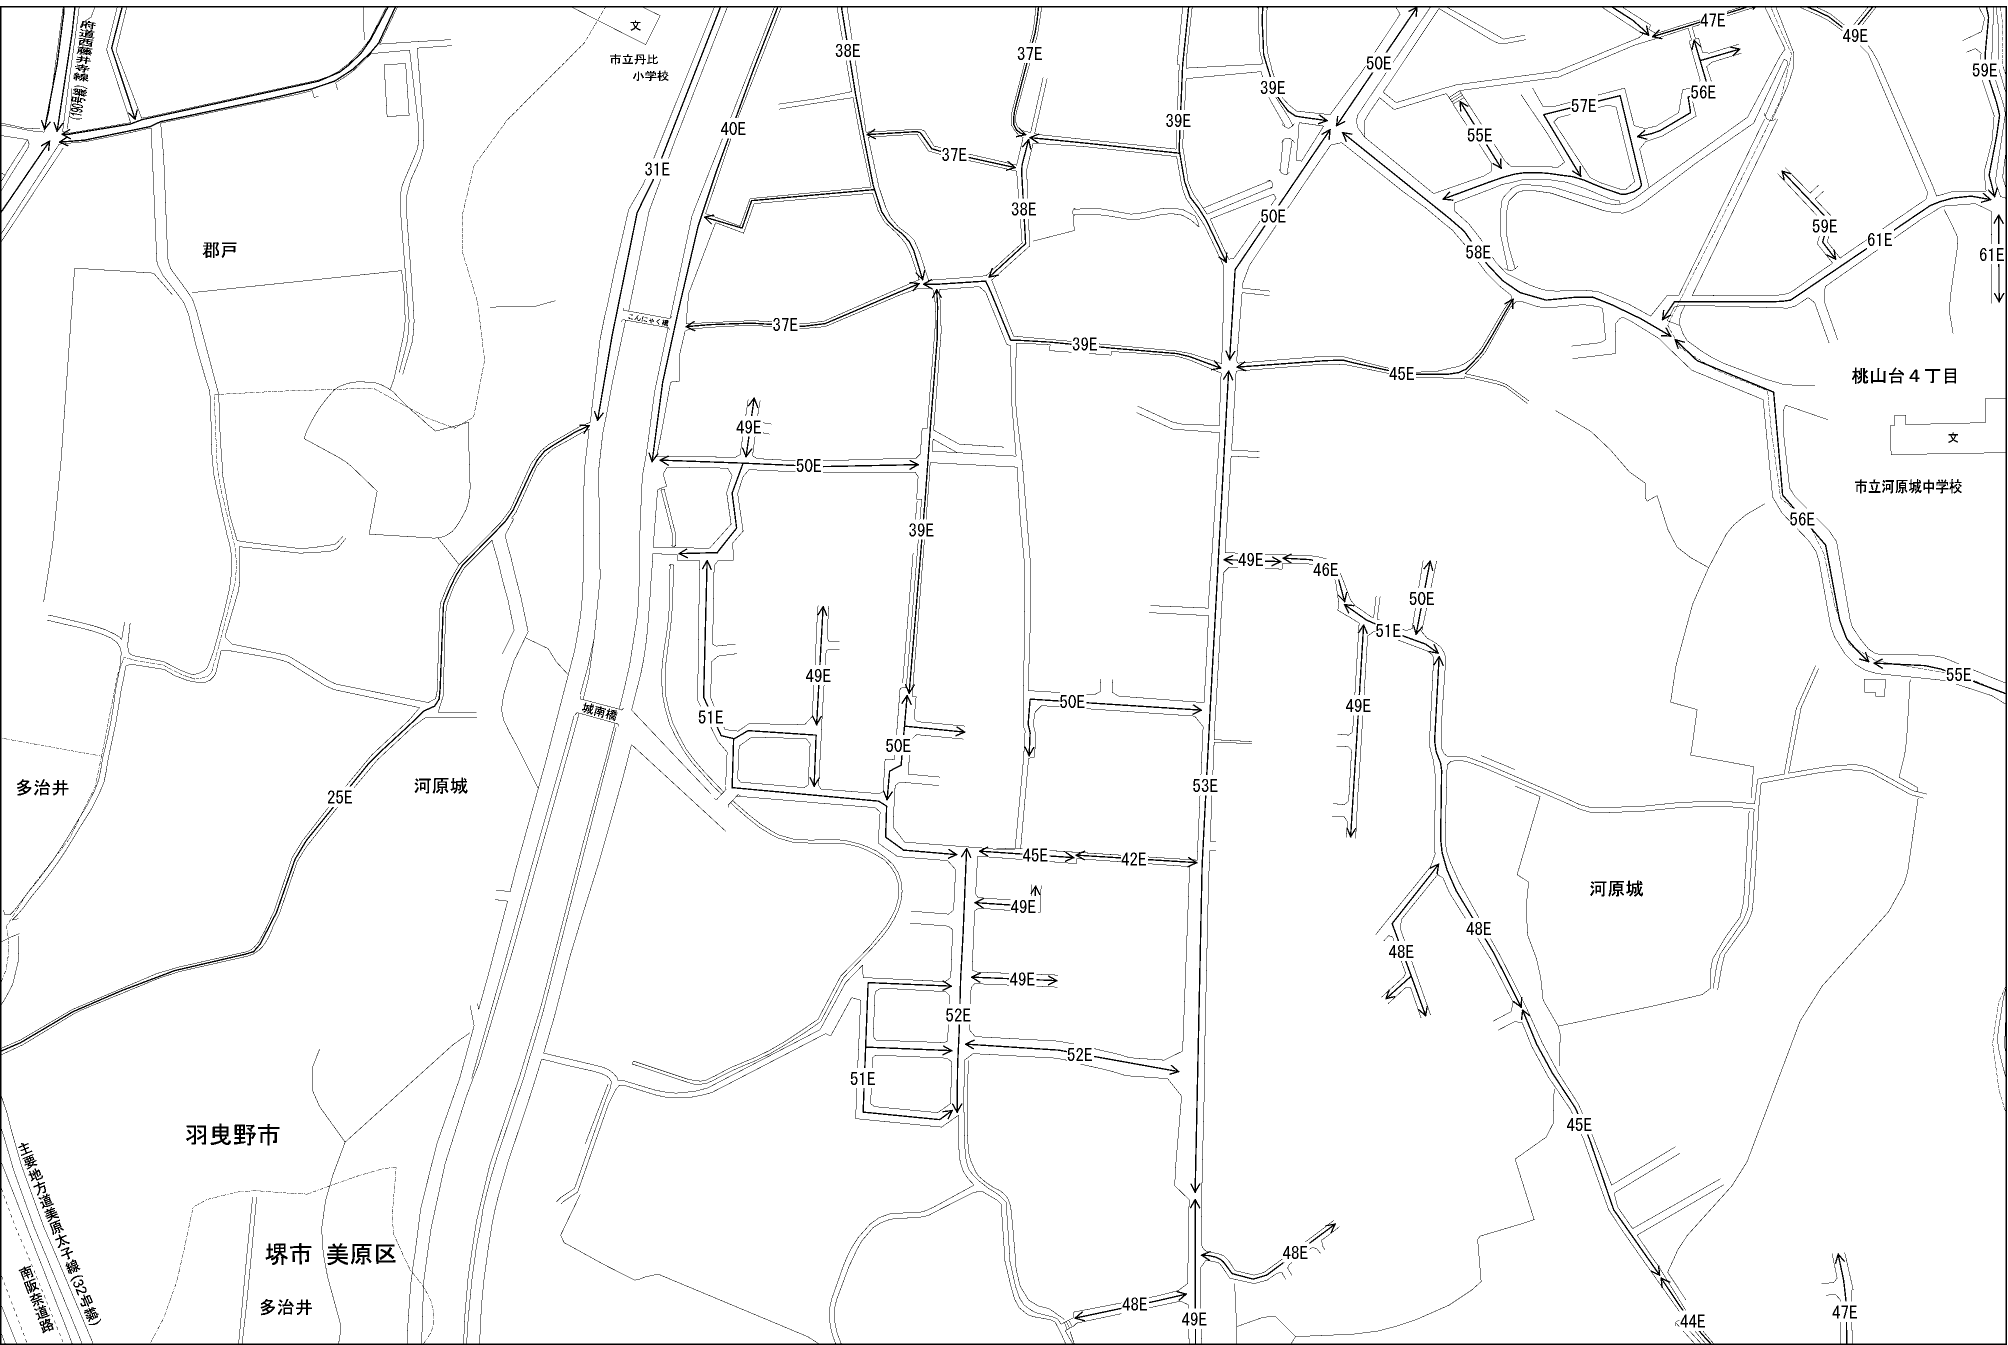 47E
49E
文
府道西藤井寺線
(190号線)
38E
37E
50E
市立丹比
小学校
59E
39E
56E
57E
40E
39E
55E
37E
31E
38E
50E
59E
61E
58E
61E
郡戸
こんにゃく橋
37E
39E
45E
桃山台４丁目
49E
文
50E
市立河原城中学校
56E
39E
49E
46E
50E
51E
49E
55E
50E
49E
城南橋
51E
50E
多治井
河原城
25E
53E
45E
42E
河原城
49E
48E
48E
49E
52E
52E
51E
45E
羽曳野市
主要地方道美原太子線(32号線)
堺市 美原区
48E
南阪奈道路
多治井
48E
49E
44E
47E